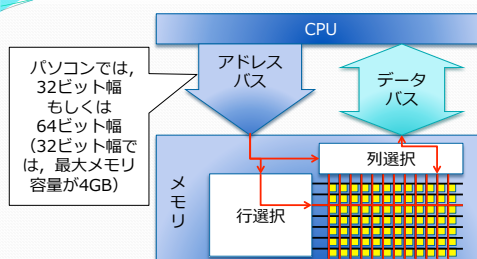 CPU
パソコンでは,
32ビット幅
もしくは
64ビット幅
(32ビット幅で
は,最大メモリ
容量が4GB)
アドレス
バス
データ
バス
メモリ
列選択
行選択